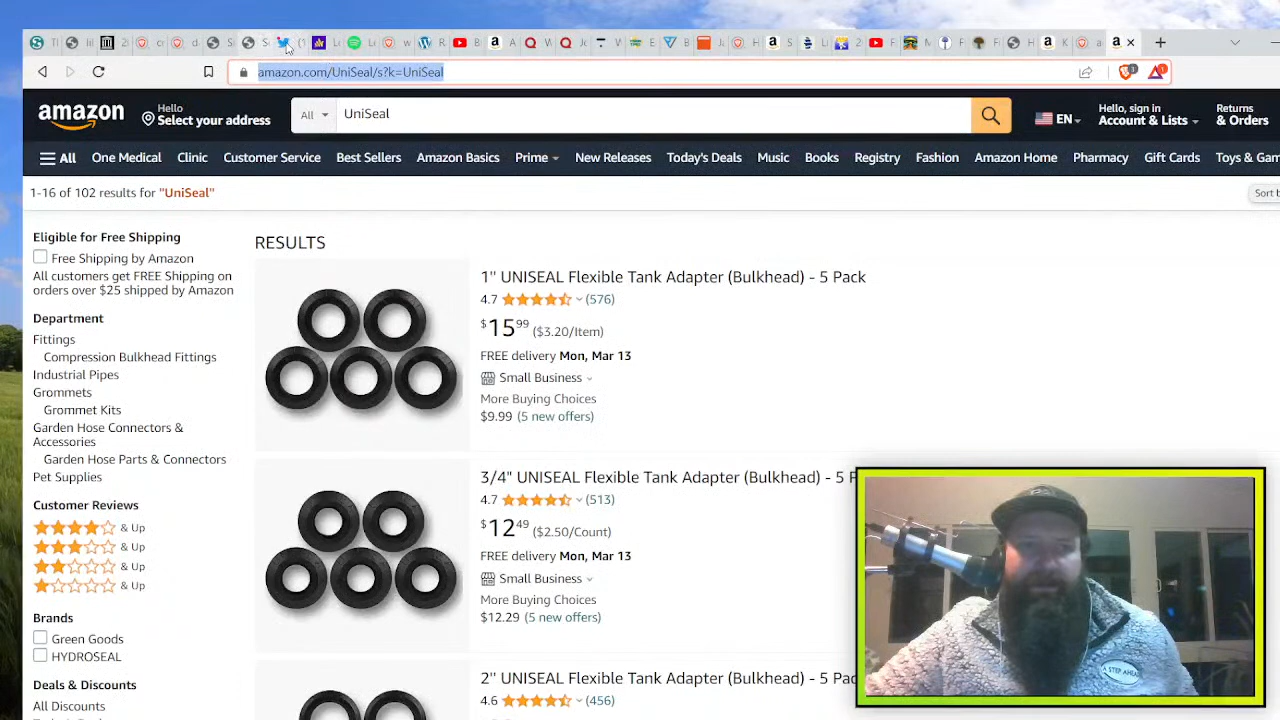 amazon.com/UniSeal/s?k=UniSeal
amazon
Hello
Select your address
All
UniSeal
EN
Hello, sign in
Account & Lists
Returns
& Orders
All
One Medical
Clinic
Customer Service
Best Sellers
Amazon Basics
Prime
New Releases
Today's Deals
Music
Books
Registry
Fashion
Amazon Home
Pharmacy
Gift Cards
Toys & Gam
1-16 of 102 results for "UniSeal"
Sort b
Eligible for Free Shipping
Free Shipping by Amazon
All customers get FREE Shipping on
orders over $25 shipped by Amazon
Department
Fittings
Compression Bulkhead Fittings
Industrial Pipes
Grommets
Grommet Kits
Garden Hose Connectors &
Accessories
Garden Hose Parts & Connectors
Pet Supplies
Customer Reviews
& Up
& Up
& Up
& Up
Brands
Green Goods
HYDROSEAL
Deals & Discounts
All Discounts
RESULTS
1" UNISEAL Flexible Tank Adapter (Bulkhead) - 5 Pack
4.7 (576)
$15 99 ($3.20/Item)
FREE delivery Mon, Mar 13
Small Business
More Buying Choices
$9.99 (5 new offers)
3/4" UNISEAL Flexible Tank Adapter (Bulkhead) - 5 P
4.7 (513)
$12 49 ($2.50/Count)
FREE delivery Mon, Mar 13
Small Business
More Buying Choices
$12.29 (5 new offers)
2" UNISEAL Flexible Tank Adapter (Bulkhead) - 5 Pa
4.6 (456)
A STEP AHEAD